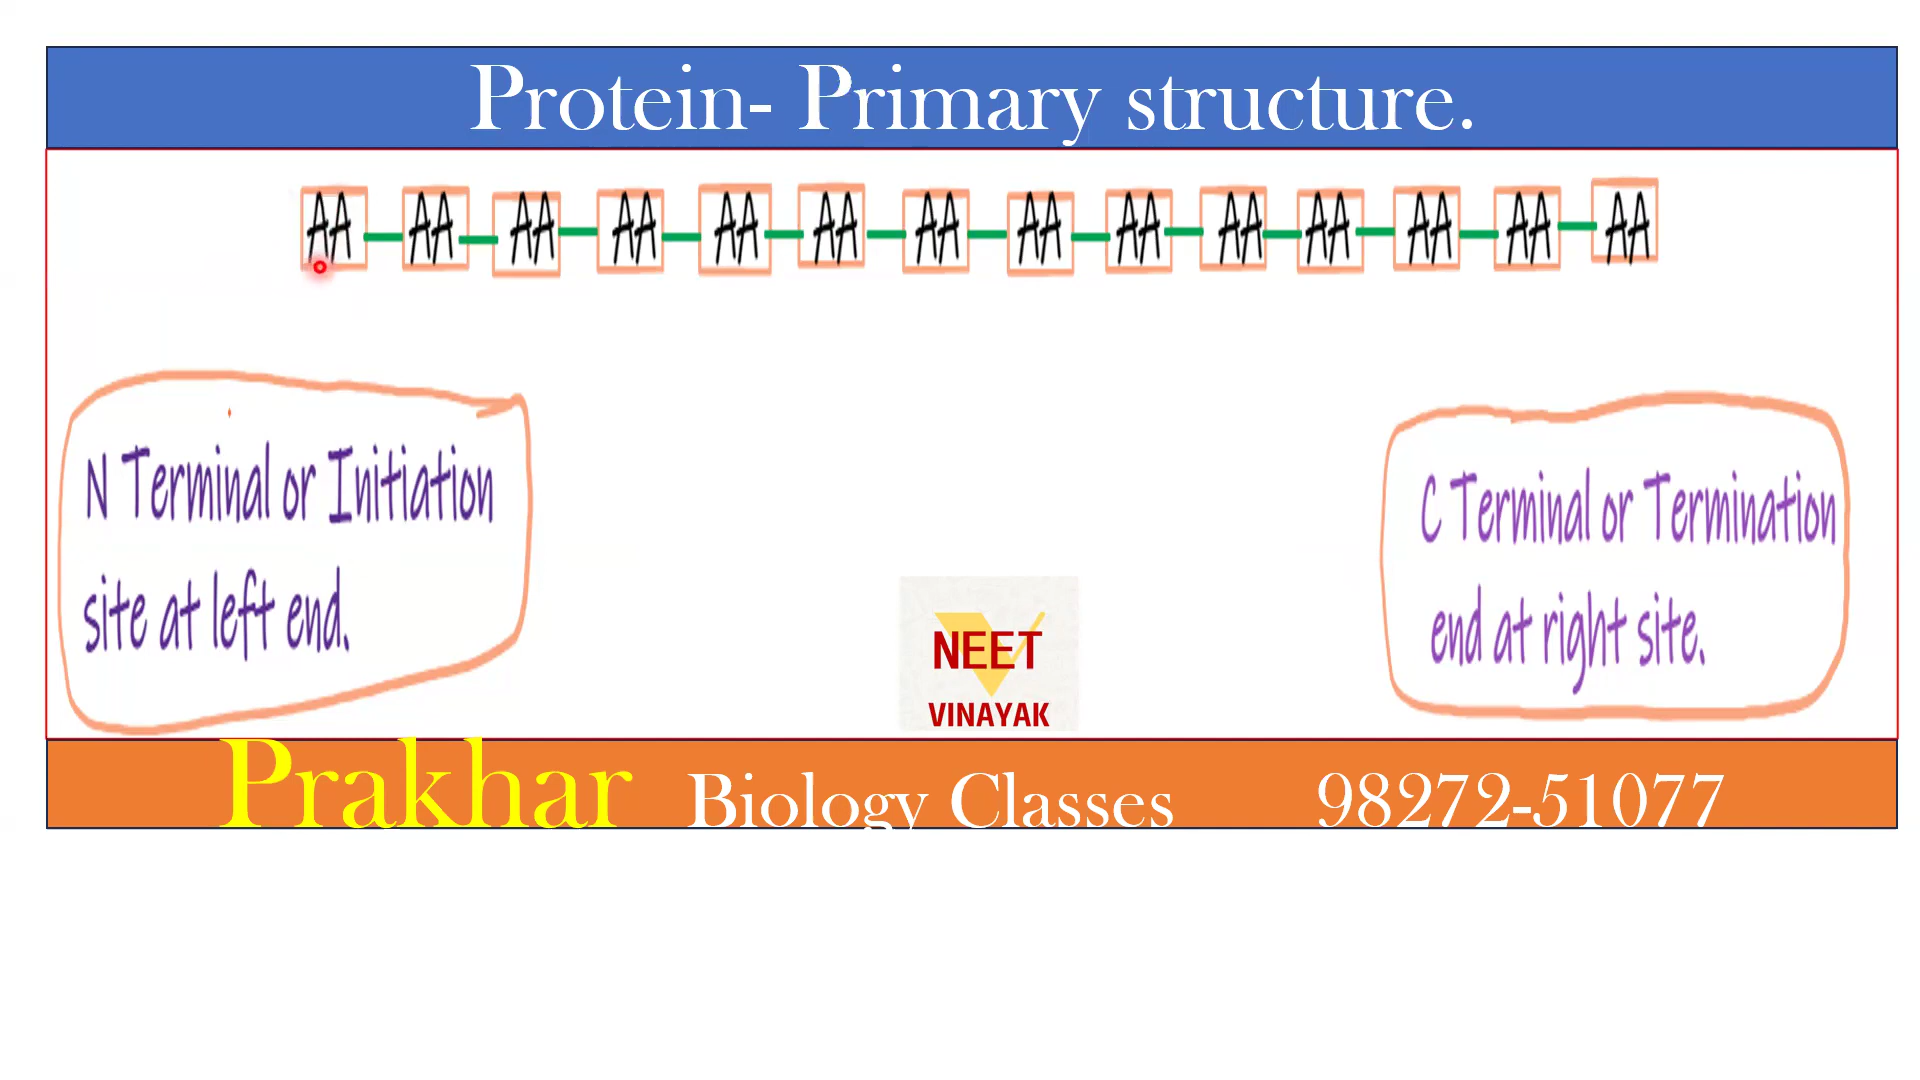 Protein- Primary structure.
AA AA AA AA AA AA AA AA AA AA AA AA AA AA
N Terminal or Initiation
site at left end.
C Terminal or Termination
end at right site.
NEET
VINAYAK
Prakhar Biology Classes 98272-51077